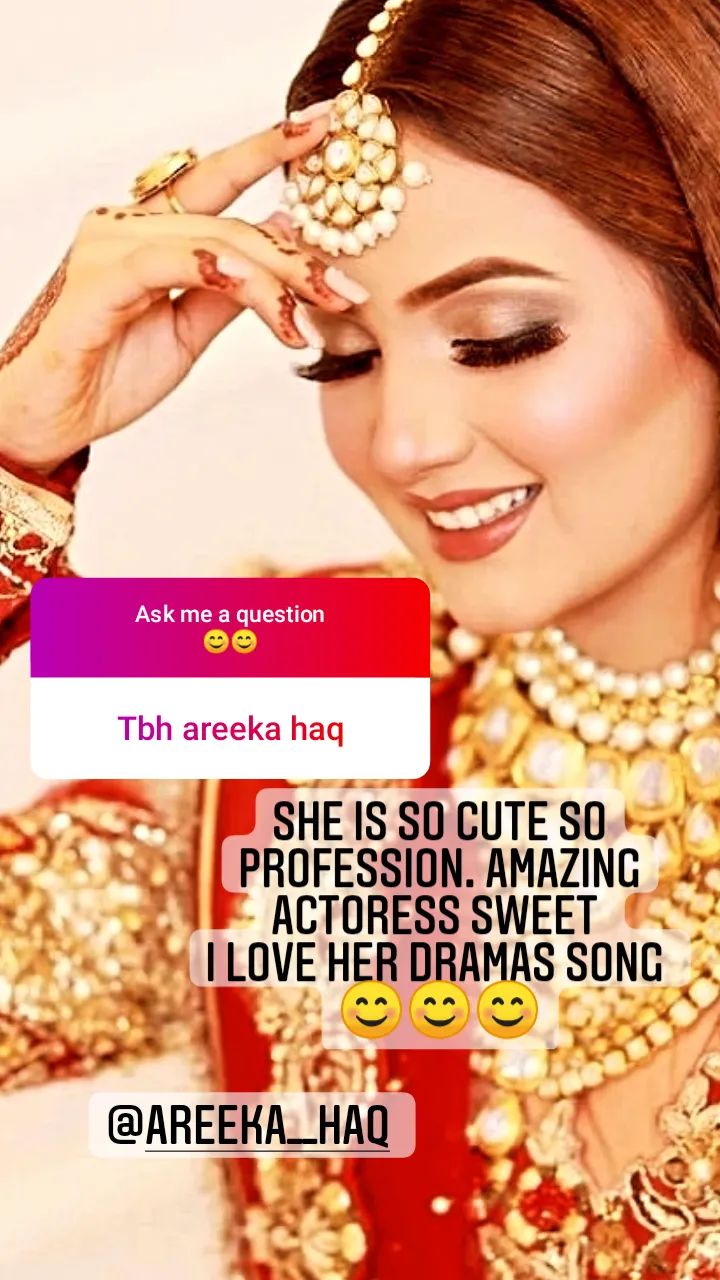 Ask me a question
😊😊
Tbh areeka haq
SHE IS SO CUTE SO
PROFESSION. AMAZING
ACTORESS SWEET
I LOVE HER DRAMAS SONG
😊😊😊
@AREEKA__HAQ